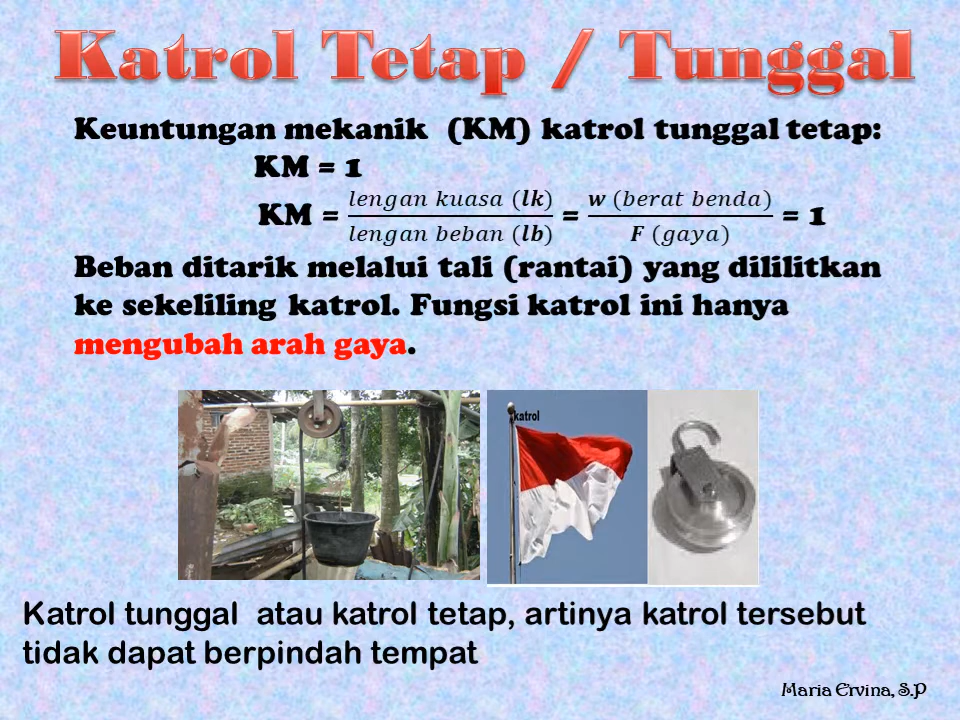 Katrol Tetap / Tunggal
Keuntungan mekanik (KM) katrol tunggal tetap:
KM = 1
KM = lengan kuasa (lk) / lengan beban (lb) = w (berat benda) / F (gaya) = 1
Beban ditarik melalui tali (rantai) yang dililitkan
ke sekeliling katrol. Fungsi katrol ini hanya
mengubah arah gaya.
katrol
Katrol tunggal atau katrol tetap, artinya katrol tersebut
tidak dapat berpindah tempat
Maria Ervina, S.P